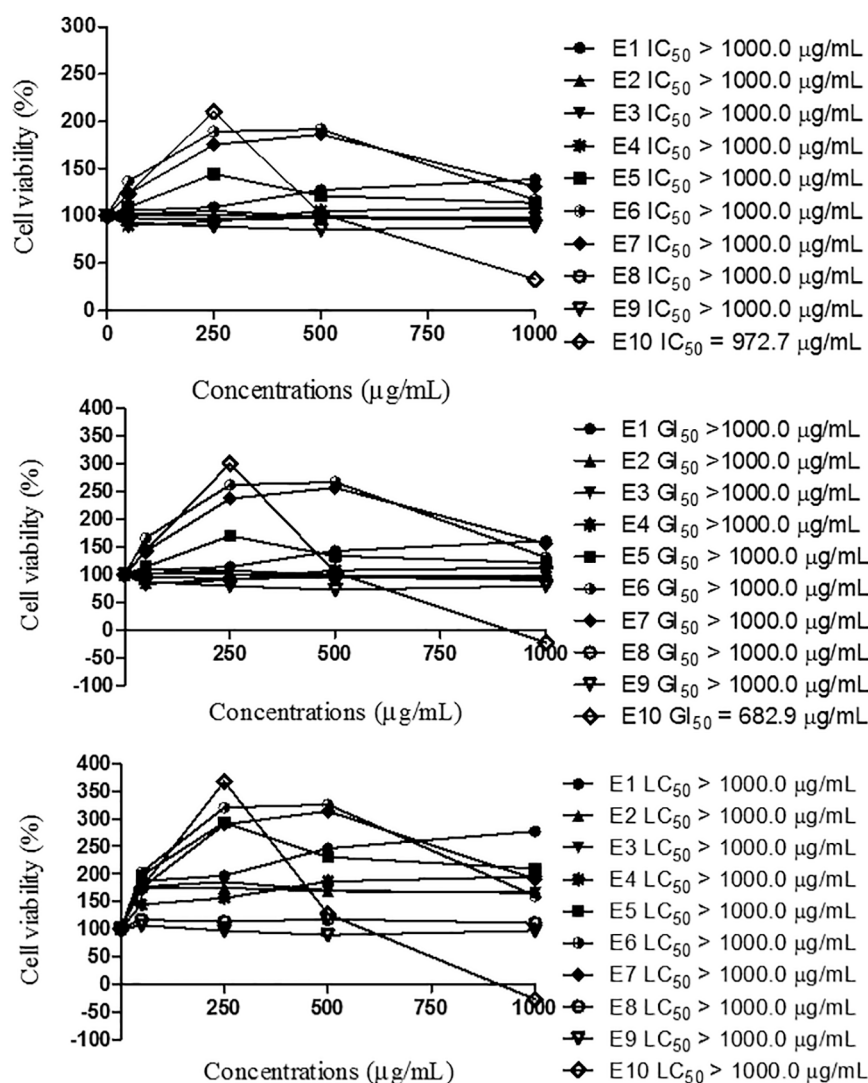 300
250
200
150
100
50
0
Cell viability (%)
0 250 500 750 1000
Concentrations (µg/mL)
E1 IC50 > 1000.0 µg/mL
E2 IC50 > 1000.0 µg/mL
E3 IC50 > 1000.0 µg/mL
E4 IC50 > 1000.0 µg/mL
E5 IC50 > 1000.0 µg/mL
E6 IC50 > 1000.0 µg/mL
E7 IC50 > 1000.0 µg/mL
E8 IC50 > 1000.0 µg/mL
E9 IC50 > 1000.0 µg/mL
E10 IC50 = 972.7 µg/mL
400
350
300
250
200
150
100
50
0
-50
-100
Cell viability (%)
250 500 750 1000
Concentrations (µg/mL)
E1 GI50 >1000.0 µg/mL
E2 GI50 >1000.0 µg/mL
E3 GI50 >1000.0 µg/mL
E4 GI50 >1000.0 µg/mL
E5 GI50 > 1000.0 µg/mL
E6 GI50 > 1000.0 µg/mL
E7 GI50 > 1000.0 µg/mL
E8 GI50 > 1000.0 µg/mL
E9 GI50 > 1000.0 µg/mL
E10 GI50 = 682.9 µg/mL
400
350
300
250
200
150
100
50
0
-50
-100
Cell viability (%)
250 500 750 1000
Concentrations (µg/mL)
E1 LC50 > 1000.0 µg/mL
E2 LC50 > 1000.0 µg/mL
E3 LC50 > 1000.0 µg/mL
E4 LC50 > 1000.0 µg/mL
E5 LC50 > 1000.0 µg/mL
E6 LC50 > 1000.0 µg/mL
E7 LC50 > 1000.0 µg/mL
E8 LC50 > 1000.0 µg/mL
E9 LC50 > 1000.0 µg/mL
E10 LC50 > 1000.0 µg/mL